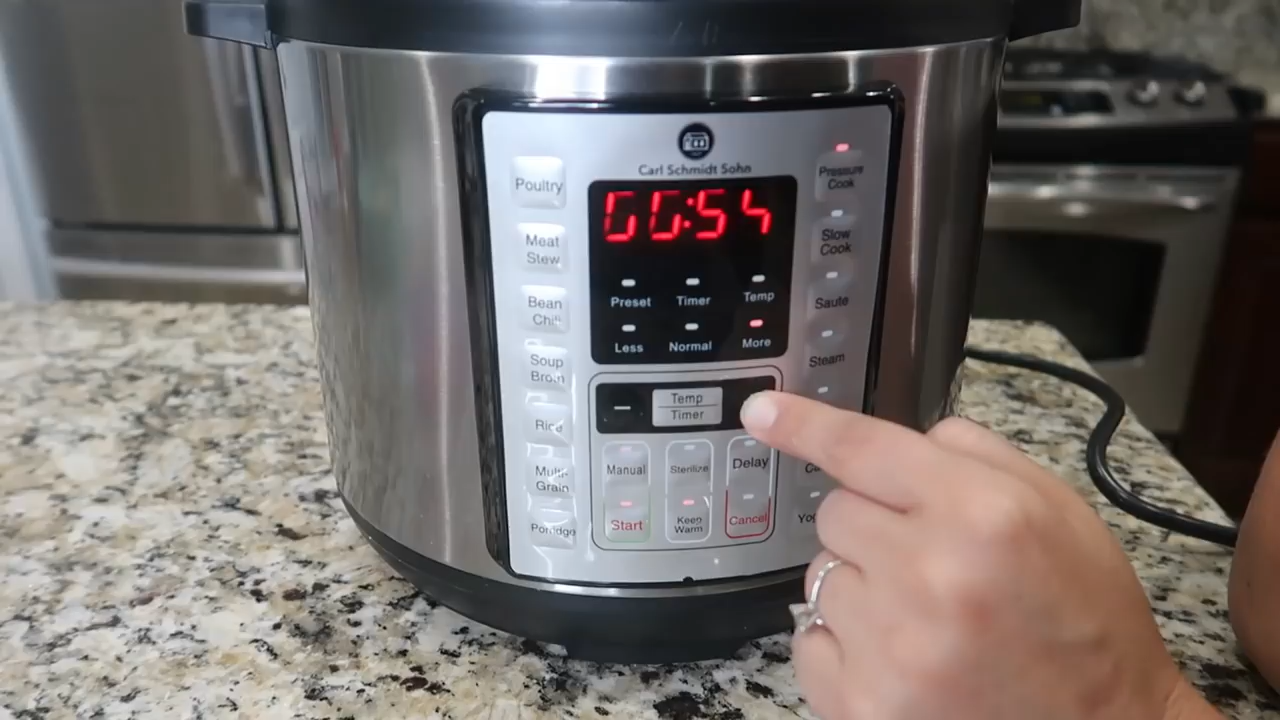 Carl Schmidt Sohn
00:54
Preset Timer Temp
Less Normal More
Poultry
Meat
Stew
Bean
Chili
Soup
Broth
Rice
Multi-
Grain
Porridge
Pressure
Cook
Slow
Cook
Saute
Steam
−
Temp
Timer
Manual
Sterilize
Delay
Start
Keep
Warm
Cancel